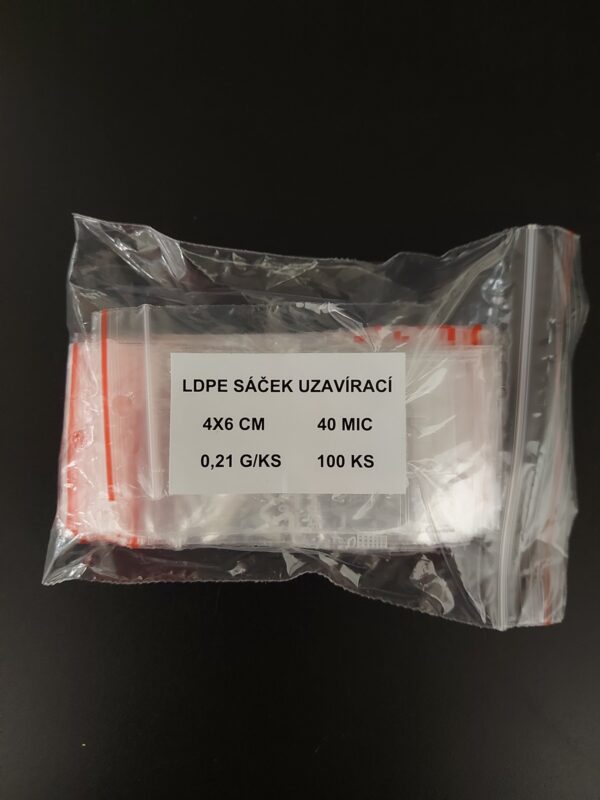 LDPE SÁČEK UZAVÍRACÍ
4X6 CM 40 MIC
0,21 G/KS 100 KS